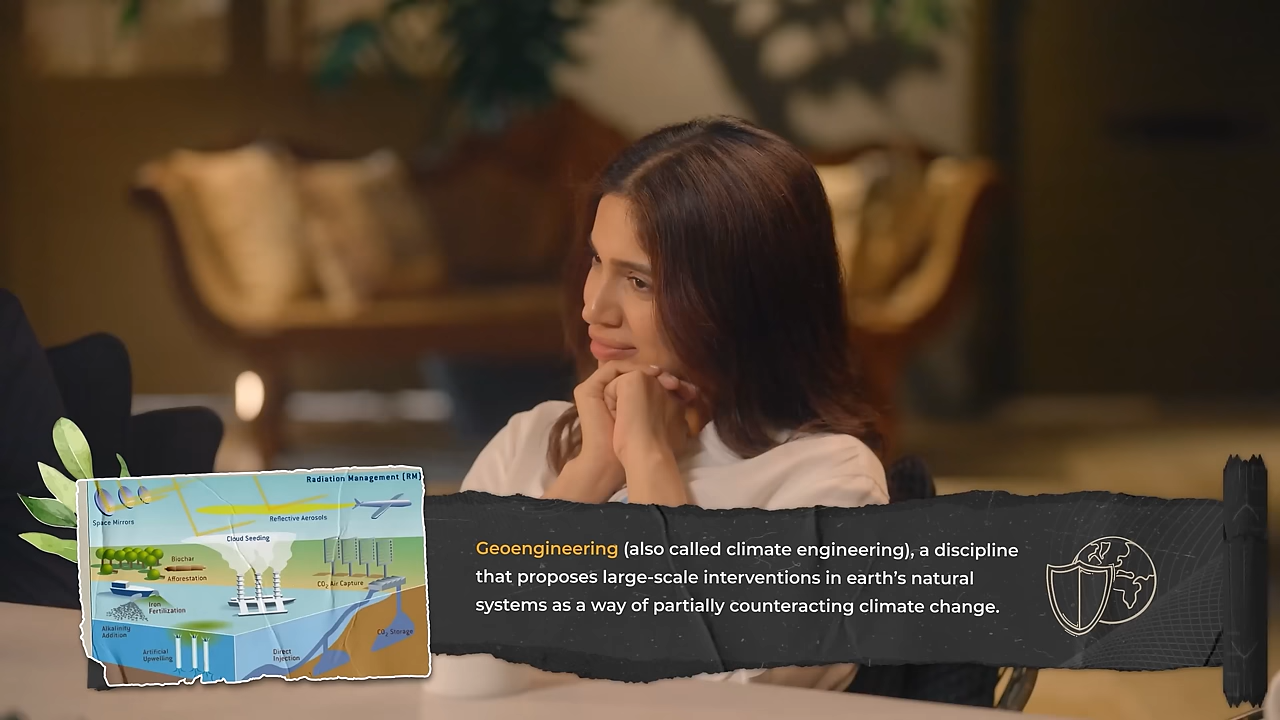 Radiation Management (RM)
Space Mirrors
Reflective Aerosols
Cloud Seeding
Biochar
Afforestation
CO2 Air Capture
Iron
Fertilization
Alkalinity
Addition
CO2 Storage
Artificial
Upwelling
Direct
Injection
Geoengineering (also called climate engineering), a discipline
that proposes large-scale interventions in earth's natural
systems as a way of partially counteracting climate change.